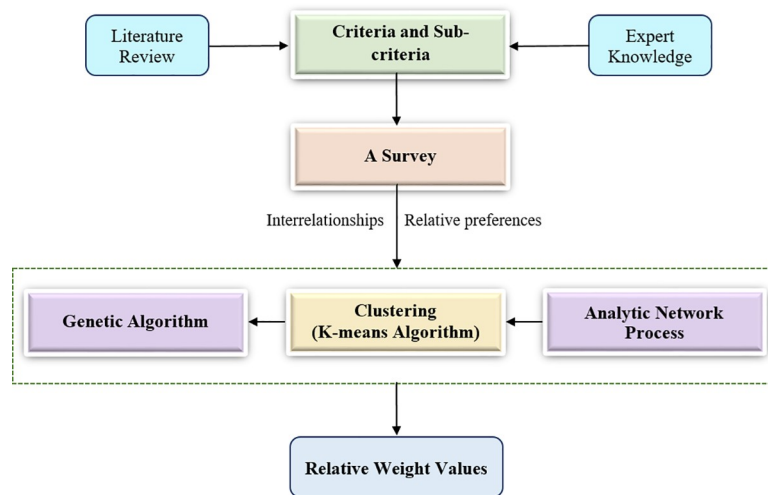 Literature
Review
Criteria and Sub-
criteria
Expert
Knowledge
A Survey
Interrelationships
Relative preferences
Genetic Algorithm
Clustering
(K-means Algorithm)
Analytic Network
Process
Relative Weight Values